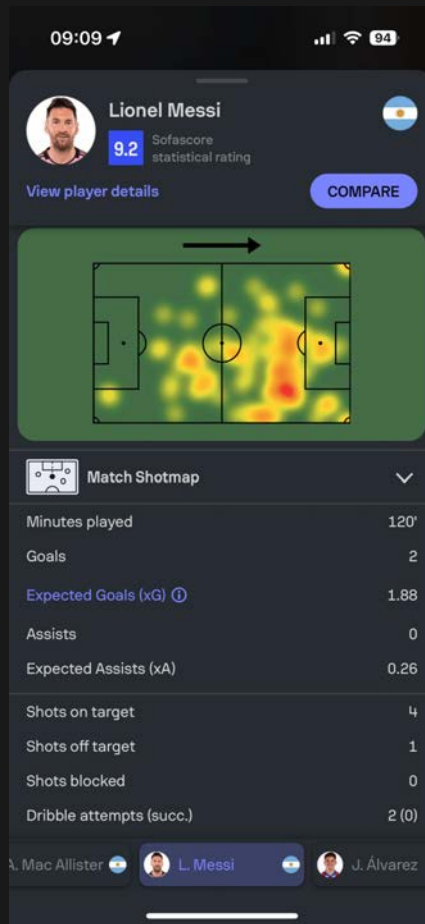 09:09
94
Lionel Messi
9.2
Sofascore
statistical rating
View player details
COMPARE
Match Shotmap
Minutes played 120'
Goals 2
Expected Goals (xG) 1.88
Assists 0
Expected Assists (xA) 0.26
Shots on target 4
Shots off target 1
Shots blocked 0
Dribble attempts (succ.) 2 (0)
A. Mac Allister L. Messi J. Álvarez